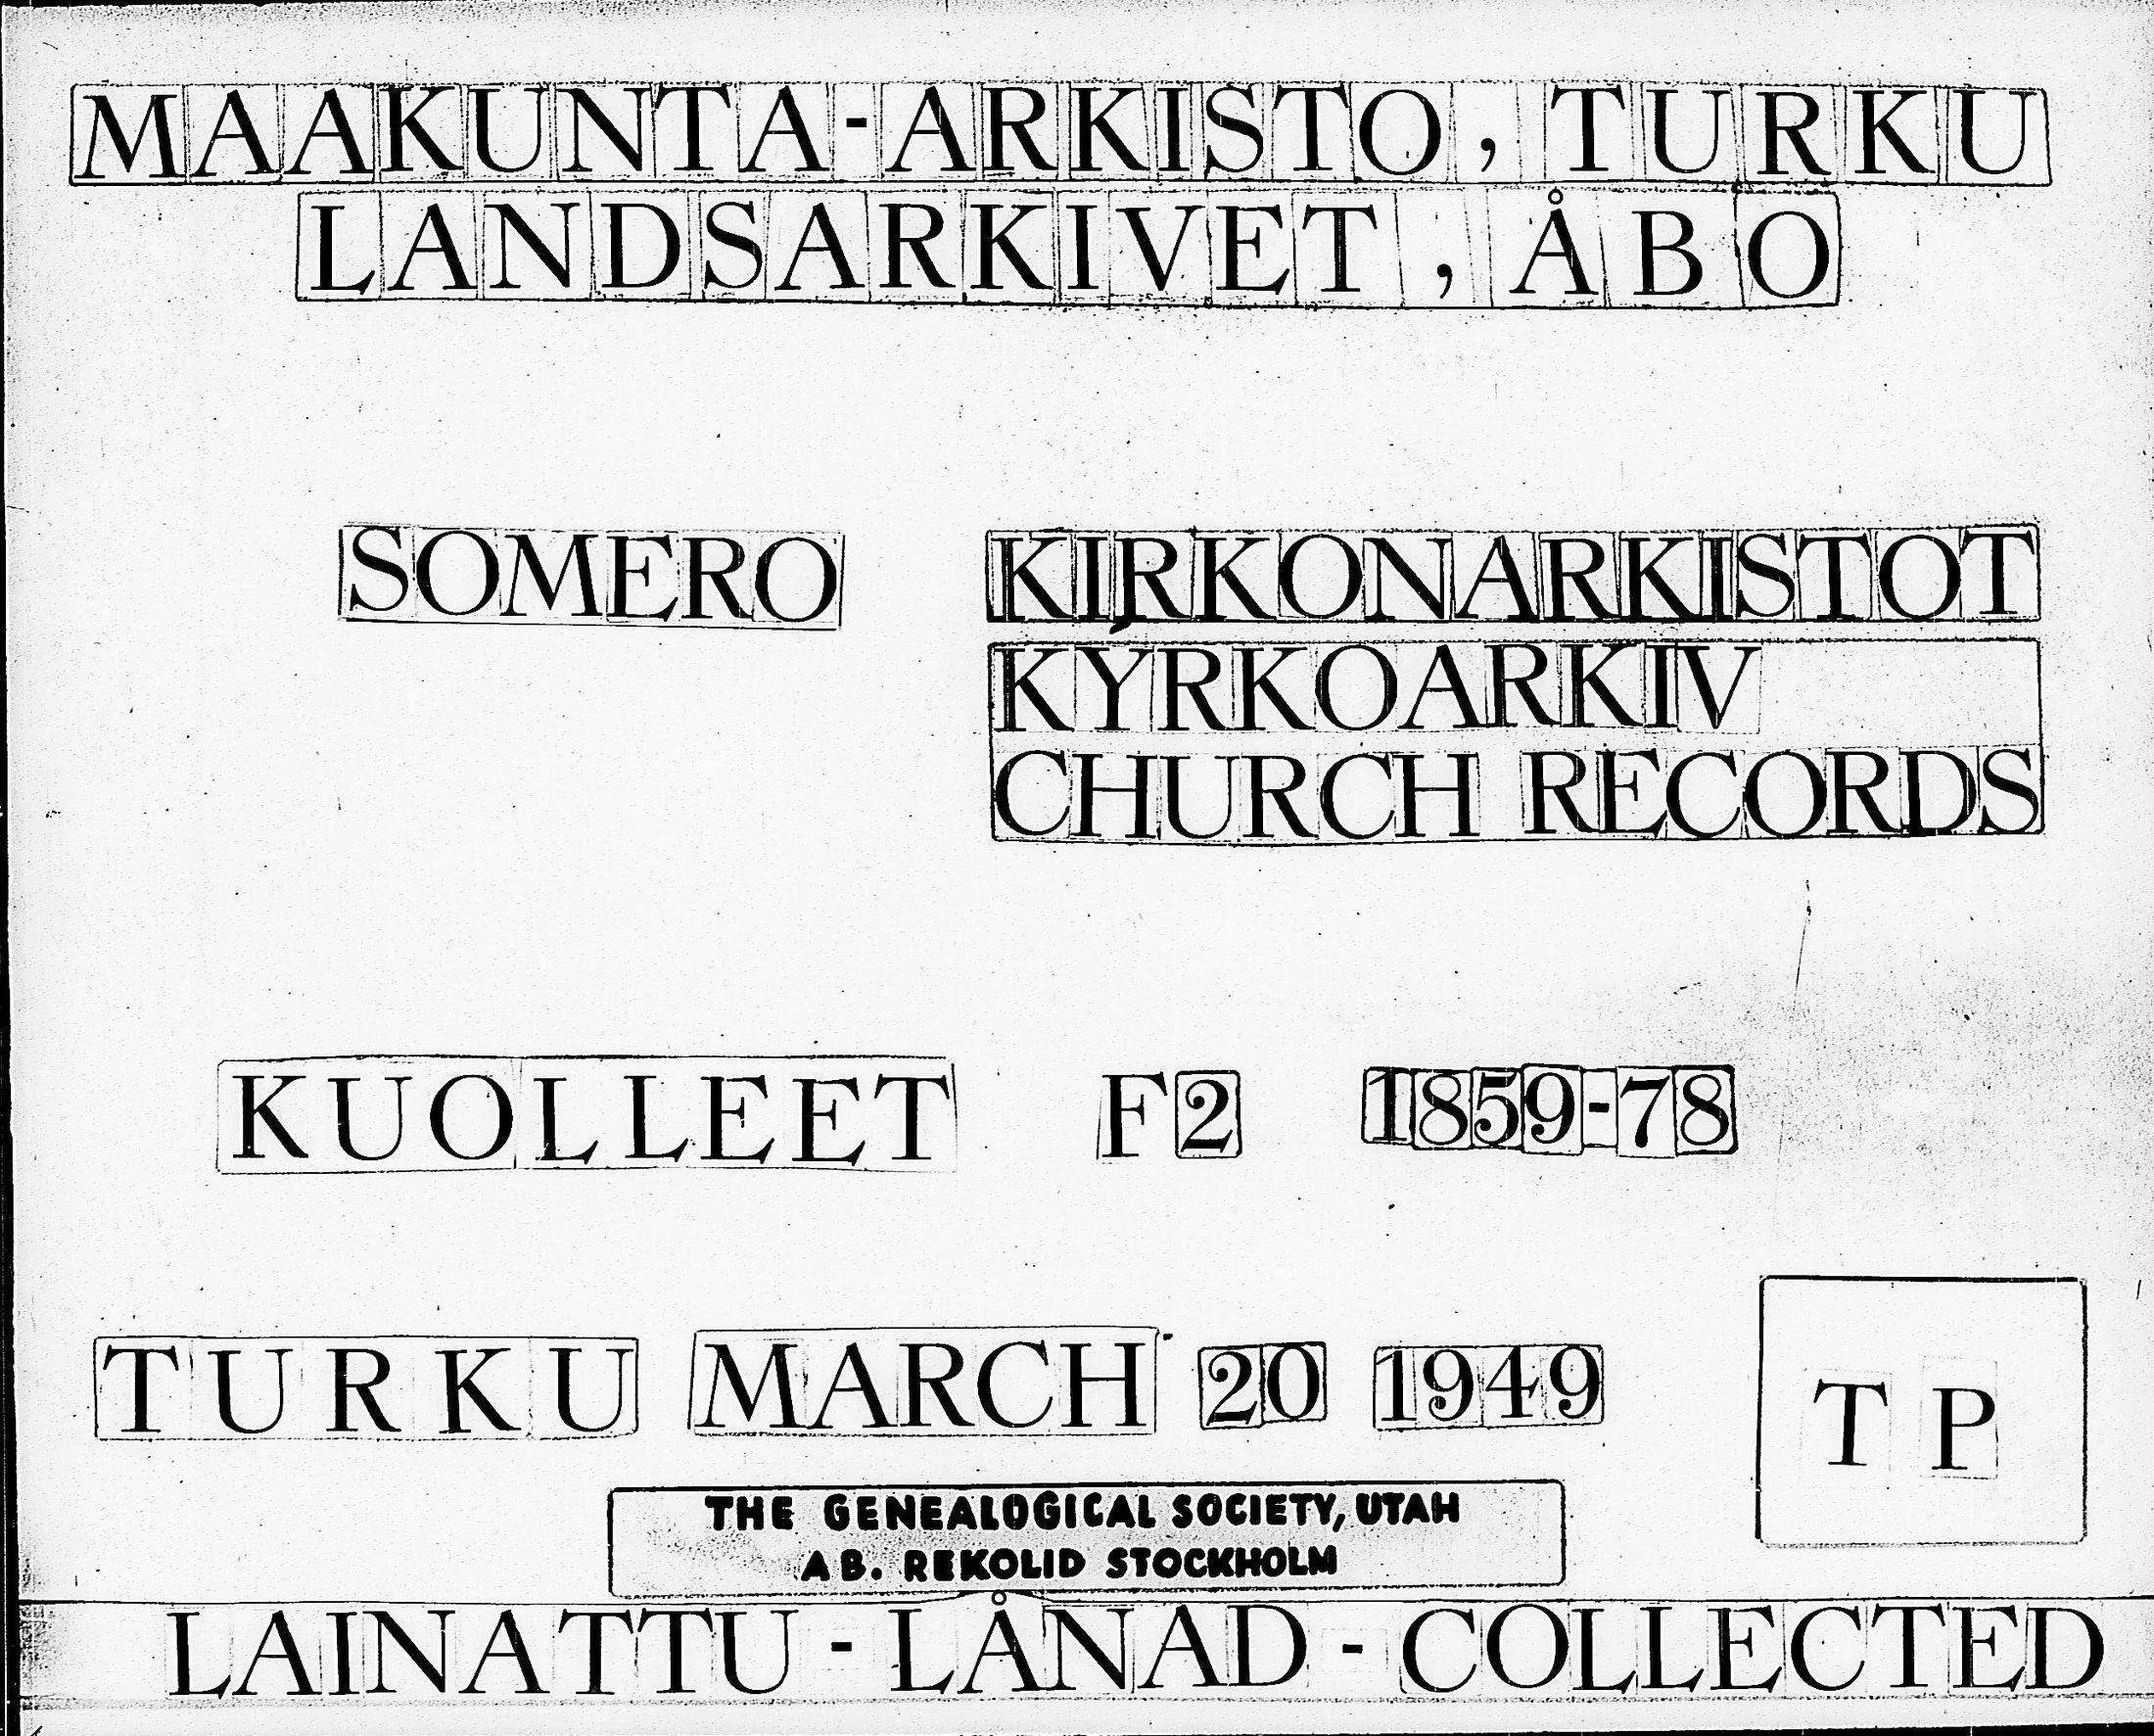 MAAKUNTA-ARKISTO, TURKU
LANDSARKIVET, ÅBO
SOMERO KIRKONARKISTOT
KYRKOARKIV
CHURCH RECORDS
KUOLLEET F2 1859-78
TURKU MARCH 20 1949
TP
THE GENEALOGICAL SOCIETY, UTAH
AB. REKOLID STOCKHOLM
LAINATTU - LÅNAD - COLLECTED